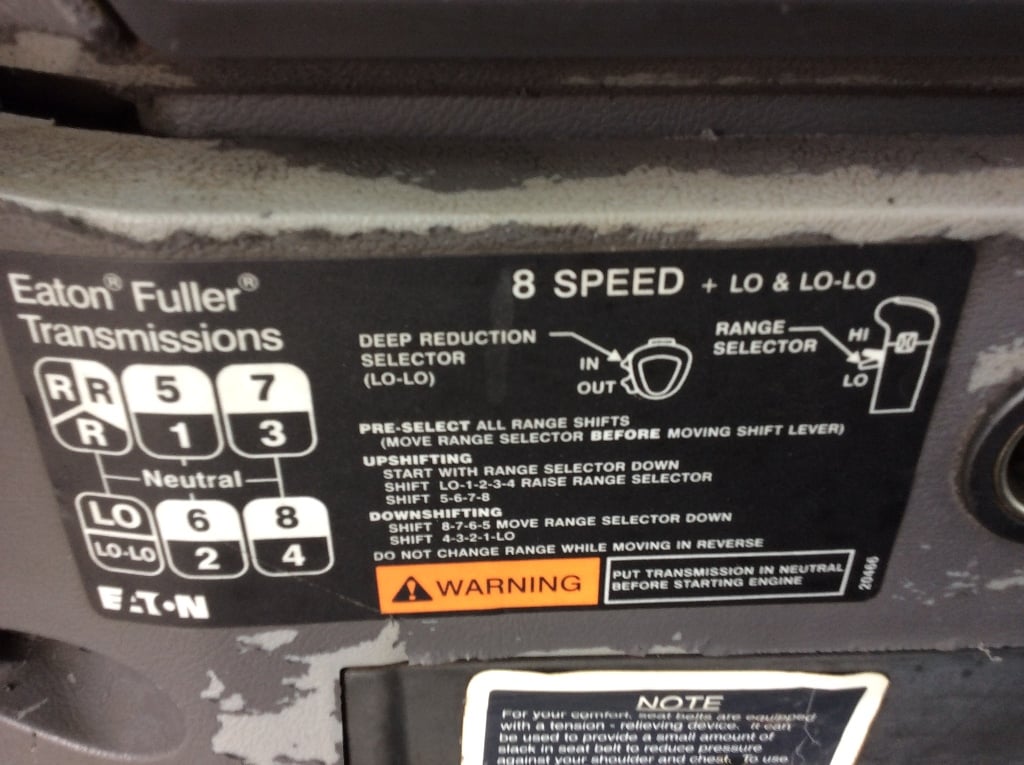 Eaton® Fuller®
Transmissions
8 SPEED + LO & LO-LO
DEEP REDUCTION
SELECTOR
(LO-LO)
IN
OUT
RANGE
SELECTOR
HI
LO
R R 5 7
R 1 3
Neutral
LO 6 8
LO-LO 2 4
PRE-SELECT ALL RANGE SHIFTS
(MOVE RANGE SELECTOR BEFORE MOVING SHIFT LEVER)
UPSHIFTING
START WITH RANGE SELECTOR DOWN
SHIFT LO-1-2-3-4 RAISE RANGE SELECTOR
SHIFT 5-6-7-8
DOWNSHIFTING
SHIFT 8-7-6-5 MOVE RANGE SELECTOR DOWN
SHIFT 4-3-2-1-LO
DO NOT CHANGE RANGE WHILE MOVING IN REVERSE
WARNING
PUT TRANSMISSION IN NEUTRAL
BEFORE STARTING ENGINE
20466
EATON
NOTE
For your comfort, seat belts are equipped
with a tension - relieving device. It can
be used to provide a small amount of
slack in seat belt to reduce pressure
against your shoulder and chest. To use